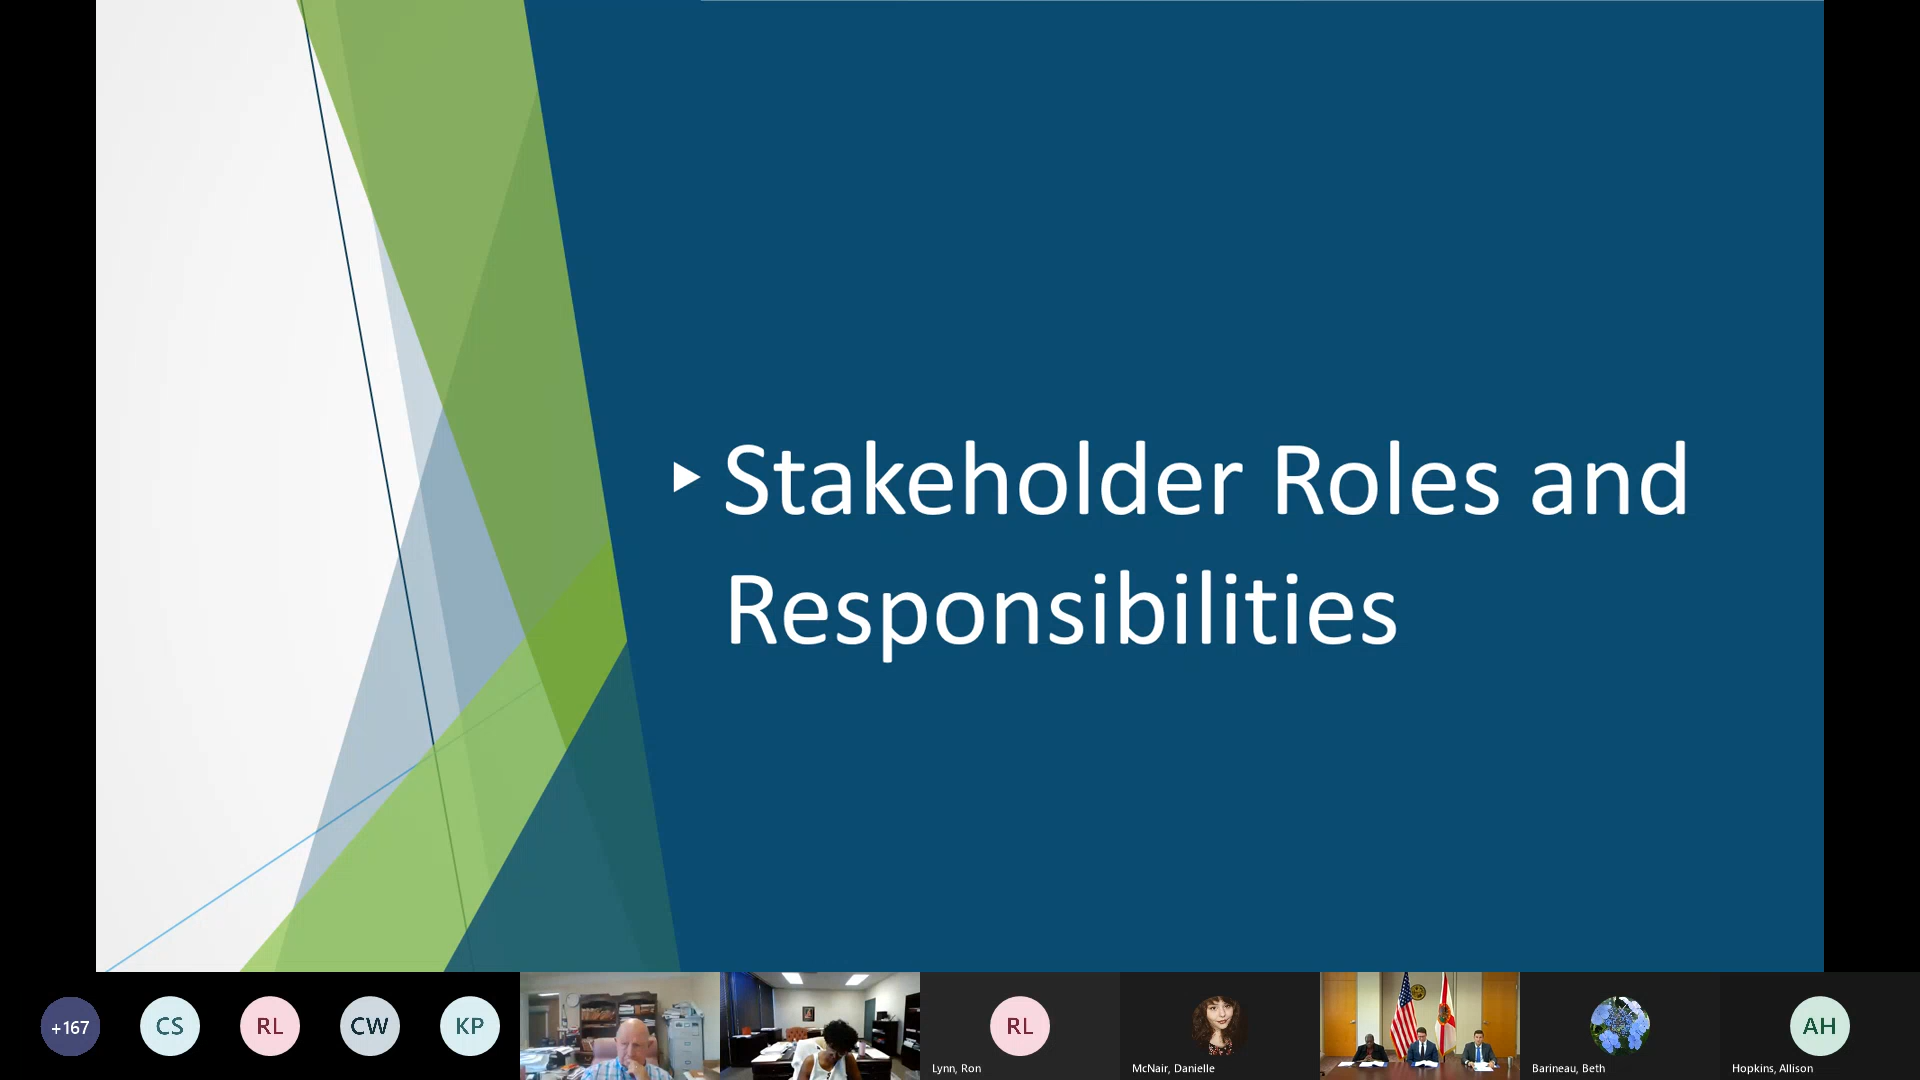 Stakeholder Roles and
Responsibilities
+167
CS
RL
CW
KP
RL
Lynn, Ron
McNair, Danielle
Barineau, Beth
AH
Hopkins, Allison